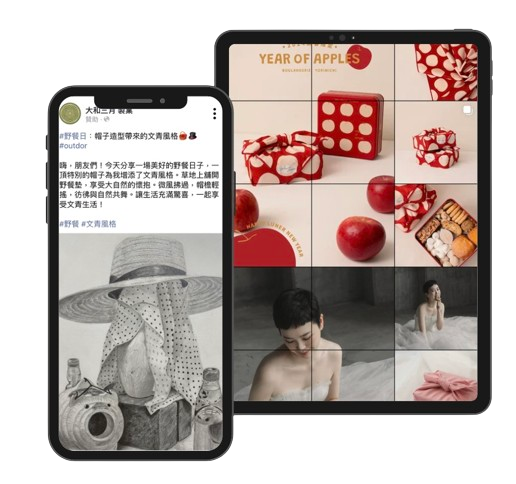 大和三月 製菓
贊助 ·
#野餐日：帽子造型帶來的文青風格
#outdor
嗨，朋友們！今天分享一場美好的野餐日子，一
頂特別的帽子為我增添了文青風格。草地上舖開
野餐墊，享受大自然的懷抱。微風拂過，帽檐輕
搖，彷彿與自然共舞。讓生活充滿驚喜，一起享
受文青生活！
#野餐 #文青風格
YEAR OF APPLES
HAPPY LUNER NEW YEAR